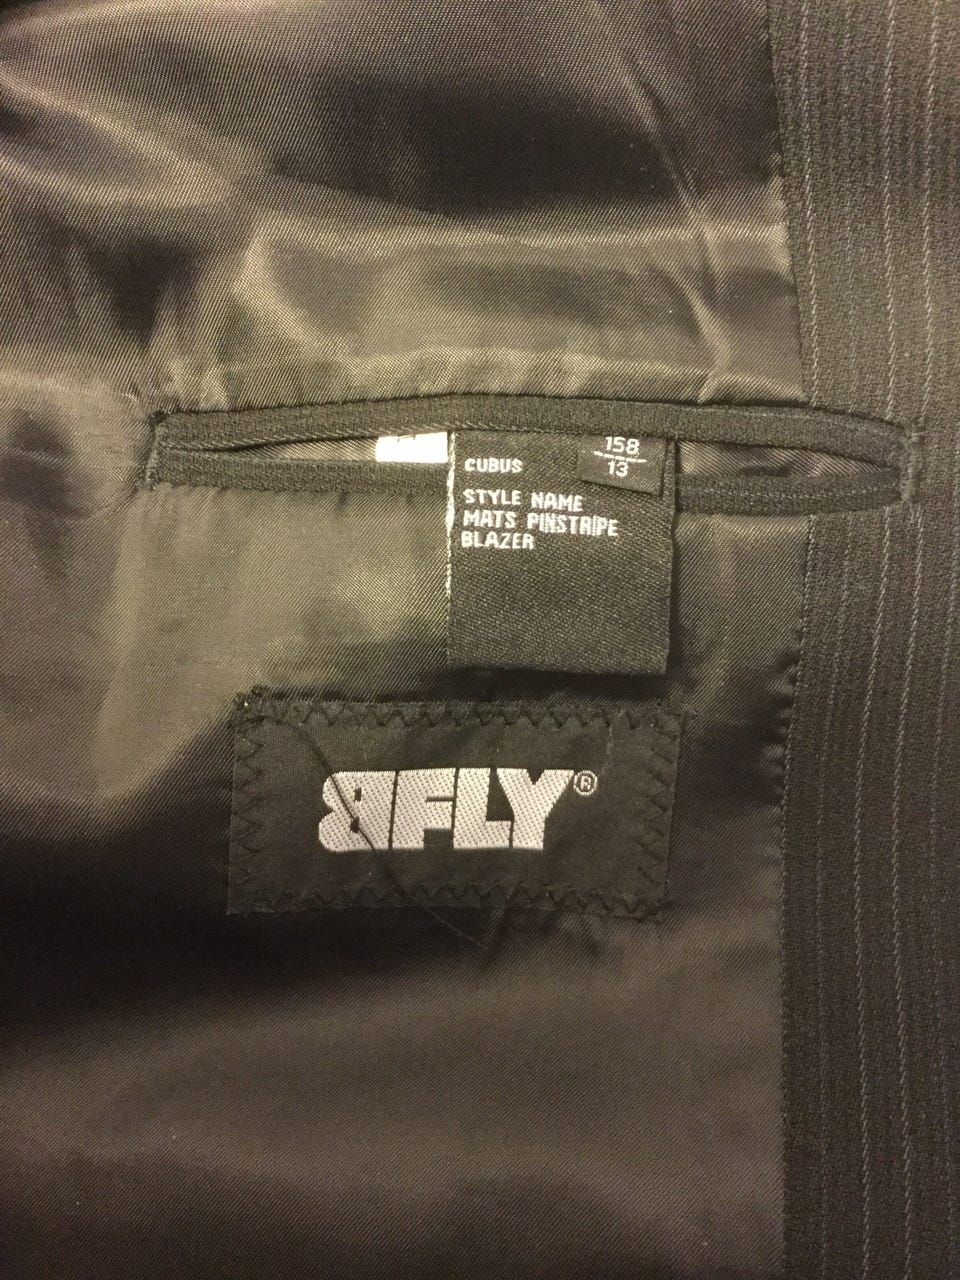 158
13
CUBUS
STYLE NAME
MATS PINSTRIPE
BLAZER
BFLY®